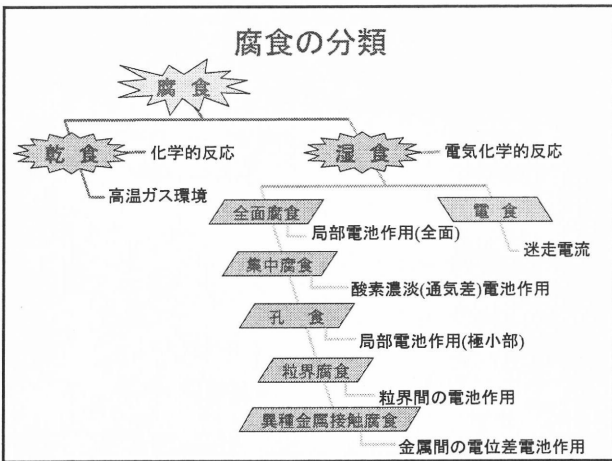 腐食の分類
腐 食
乾 食
化学的反応
高温ガス環境
湿 食
電気化学的反応
全面腐食
局部電池作用(全面)
電 食
迷走電流
集中腐食
酸素濃淡(通気差)電池作用
孔 食
局部電池作用(極小部)
粒界腐食
粒界間の電池作用
異種金属接触腐食
金属間の電位差電池作用